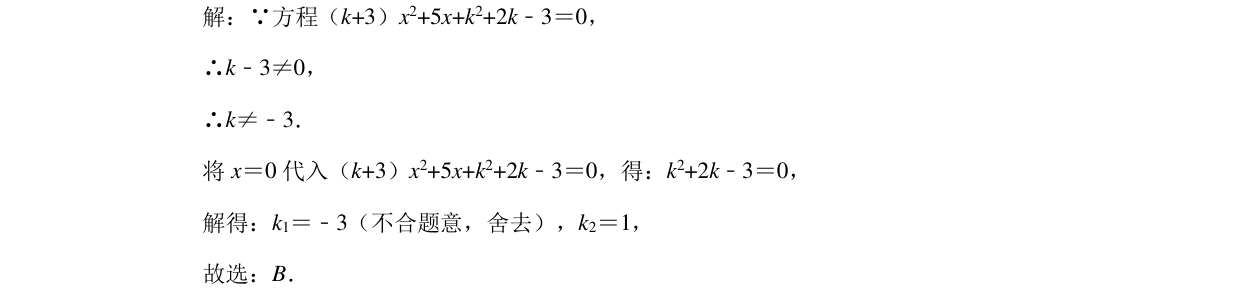 解：∵方程（k+3）x²+5x+k²+2k﹣3＝0，
∴k﹣3≠0，
∴k≠﹣3．
将 x＝0 代入（k+3）x²+5x+k²+2k﹣3＝0，得：k²+2k﹣3＝0，
解得：k₁＝﹣3（不合题意，舍去），k₂＝1，
故选：B．